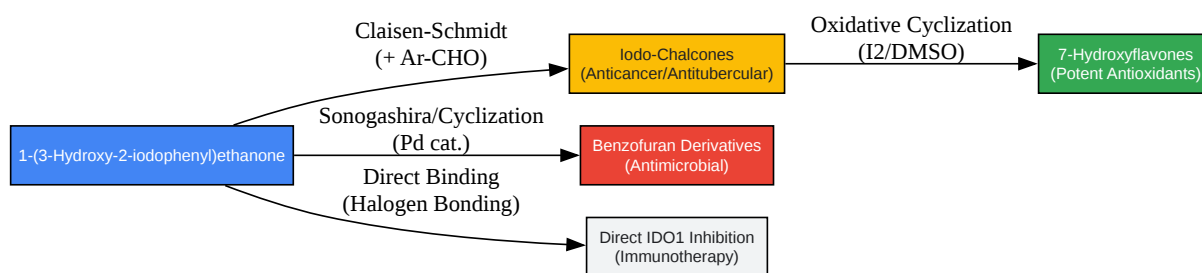 Claisen-Schmidt
(+ Ar-CHO)
Iodo-Chalcones
(Anticancer/Antitubercular)
Oxidative Cyclization
(I2/DMSO)
7-Hydroxyflavones
(Potent Antioxidants)
1-(3-Hydroxy-2-iodophenyl)ethanone
Sonogashira/Cyclization
(Pd cat.)
Benzofuran Derivatives
(Antimicrobial)
Direct Binding
(Halogen Bonding)
Direct IDO1 Inhibition
(Immunotherapy)